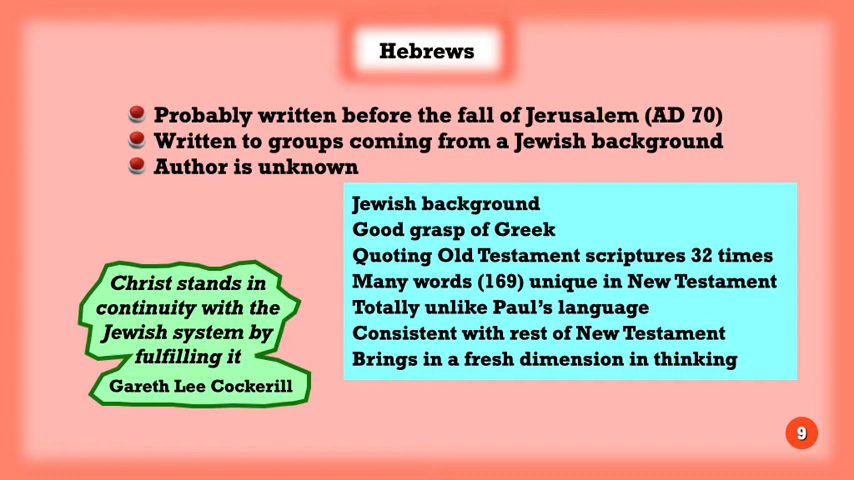 Hebrews
Probably written before the fall of Jerusalem (AD 70)
Written to groups coming from a Jewish background
Author is unknown
Jewish background
Good grasp of Greek
Quoting Old Testament scriptures 32 times
Many words (169) unique in New Testament
Totally unlike Paul's language
Consistent with rest of New Testament
Brings in a fresh dimension in thinking
Christ stands in
continuity with the
Jewish system by
fulfilling it
Gareth Lee Cockerill
9